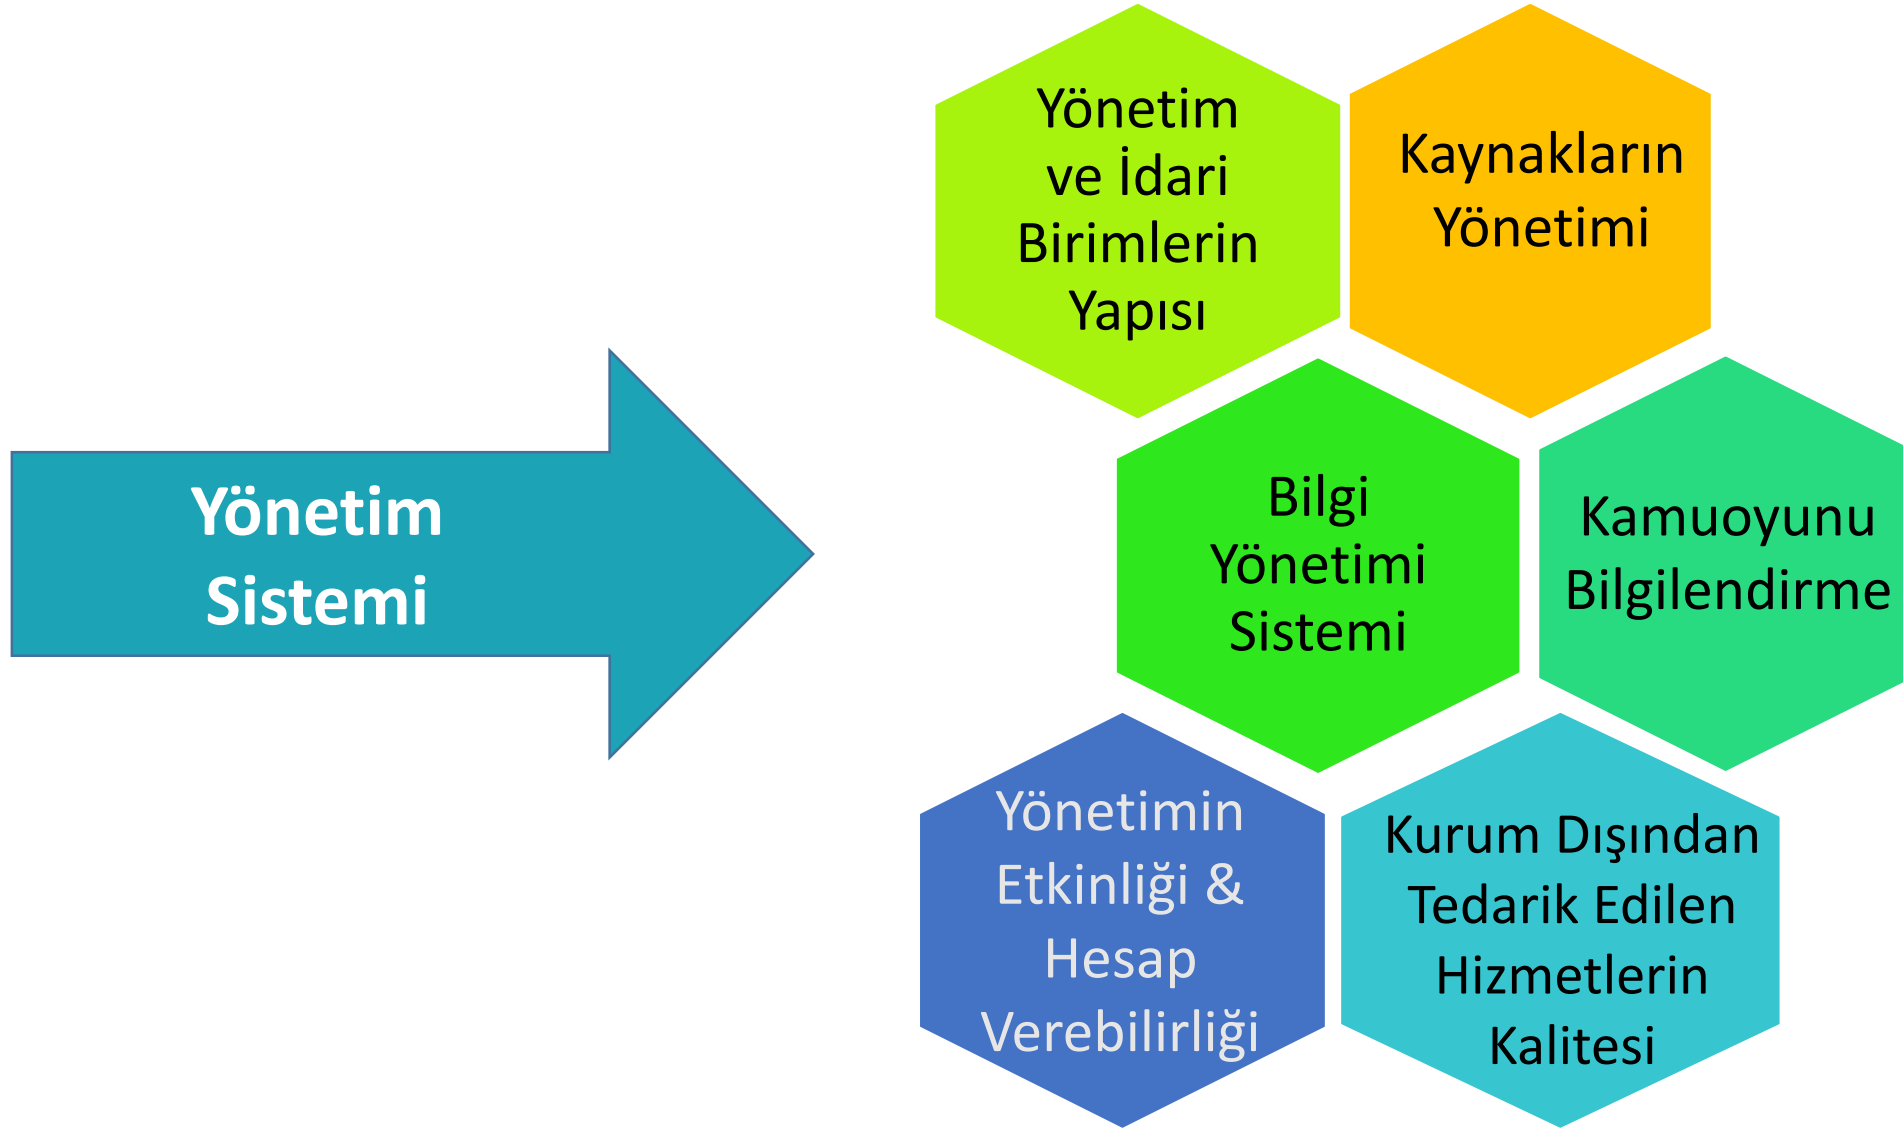 Yönetim
Sistemi
Yönetim
ve İdari
Birimlerin
Yapısı
Kaynakların
Yönetimi
Bilgi
Yönetimi
Sistemi
Kamuoyunu
Bilgilendirme
Yönetimin
Etkinliği &
Hesap
Verebilirliği
Kurum Dışından
Tedarik Edilen
Hizmetlerin
Kalitesi